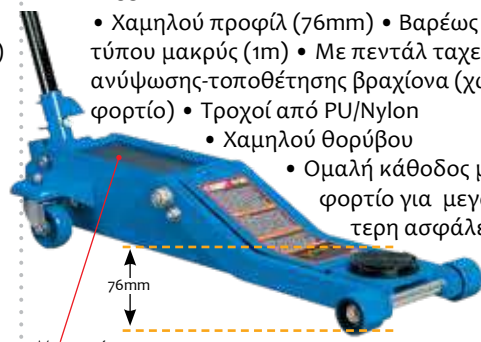 • Χαμηλού προφίλ (76mm) • Βαρέως
τύπου μακρύς (1m) • Με πεντάλ ταχε
ανύψωσης-τοποθέτησης βραχίονα (χω
φορτίο) • Τροχοί από PU/Nylon
• Χαμηλού θορύβου
• Ομαλή κάθοδος μ
φορτίο για μεγα
τερη ασφάλε
76mm